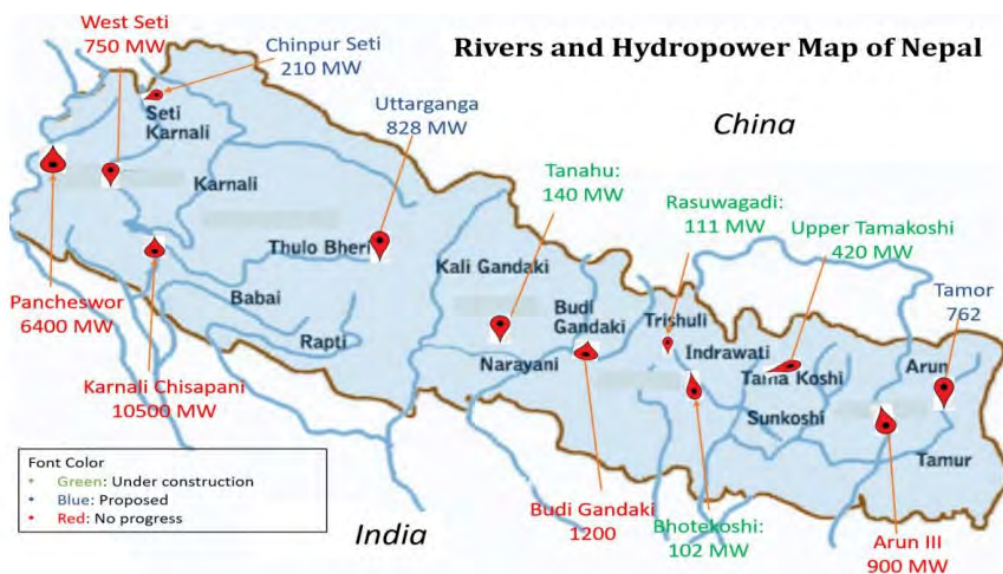 West Seti
750 MW
Chinpur Seti
210 MW
Rivers and Hydropower Map of Nepal
Uttarganga
828 MW
China
Seti
Karnali
Tanahu:
140 MW
Rasuwagadi:
111 MW
Upper Tamakoshi
420 MW
Karnali
Thulo Bheri
Kali Gandaki
Babai
Budi
Gandaki
Trishuli
Tamor
762
Pancheswor
6400 MW
Rapti
Narayani
Indrawati
Tama Koshi
Arun
Karnali Chisapani
10500 MW
Sunkoshi
Tamur
Font Color
Green: Under construction
Blue: Proposed
Red: No progress
India
Budi Gandaki
1200
Bhotekoshi:
102 MW
Arun III
900 MW